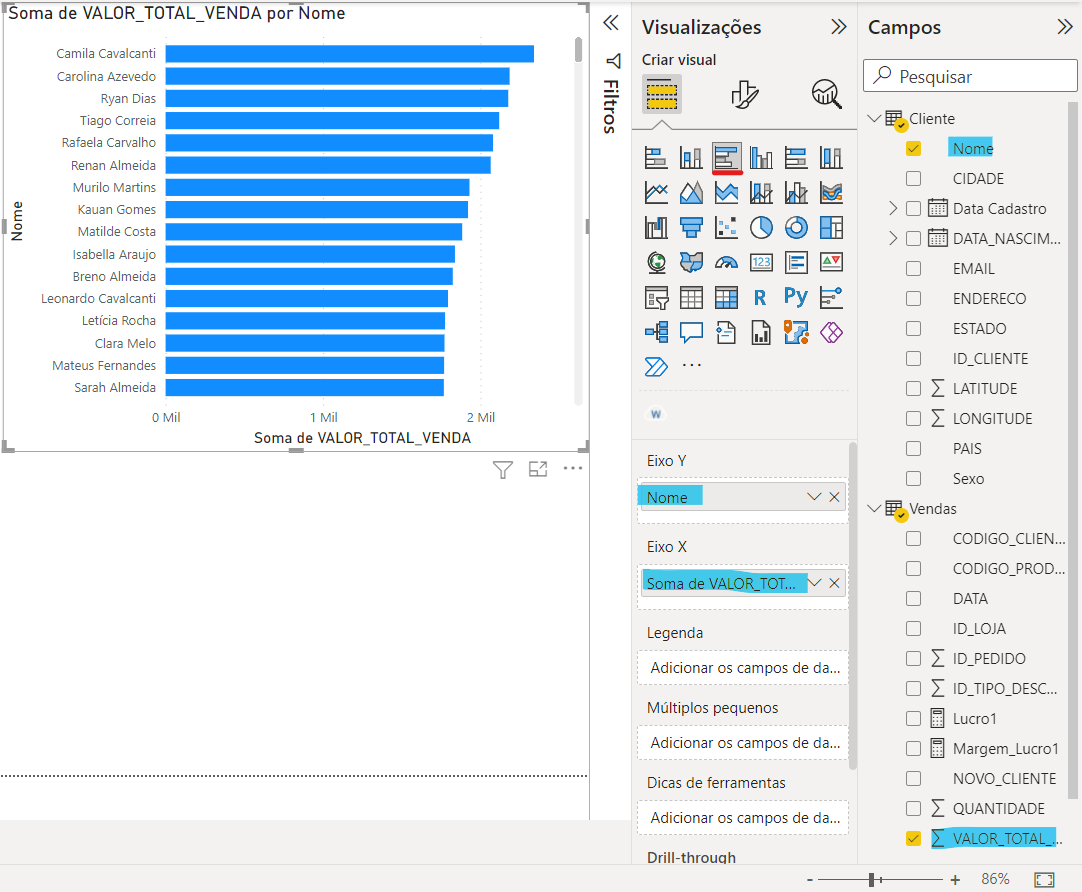 Soma de VALOR_TOTAL_VENDA por Nome
Nome
Camila Cavalcanti
Carolina Azevedo
Ryan Dias
Tiago Correia
Rafaela Carvalho
Renan Almeida
Murilo Martins
Kauan Gomes
Matilde Costa
Isabella Araujo
Breno Almeida
Leonardo Cavalcanti
Letícia Rocha
Clara Melo
Mateus Fernandes
Sarah Almeida
0 Mil 1 Mil 2 Mil
Soma de VALOR_TOTAL_VENDA
Filtros
Visualizações
Criar visual
123
R Py
...
W
Eixo Y
Nome
Eixo X
Soma de VALOR_TOT...
Legenda
Adicionar os campos de da...
Múltiplos pequenos
Adicionar os campos de da...
Dicas de ferramentas
Adicionar os campos de da...
Drill-through
Campos
Pesquisar
Cliente
Nome
CIDADE
Data Cadastro
DATA_NASCIM...
EMAIL
ENDERECO
ESTADO
ID_CLIENTE
∑ LATITUDE
∑ LONGITUDE
PAIS
Sexo
Vendas
CODIGO_CLIEN...
CODIGO_PROD...
DATA
ID_LOJA
∑ ID_PEDIDO
∑ ID_TIPO_DESC...
Lucro1
Margem_Lucro1
NOVO_CLIENTE
∑ QUANTIDADE
∑ VALOR_TOTAL_...
- + 86%